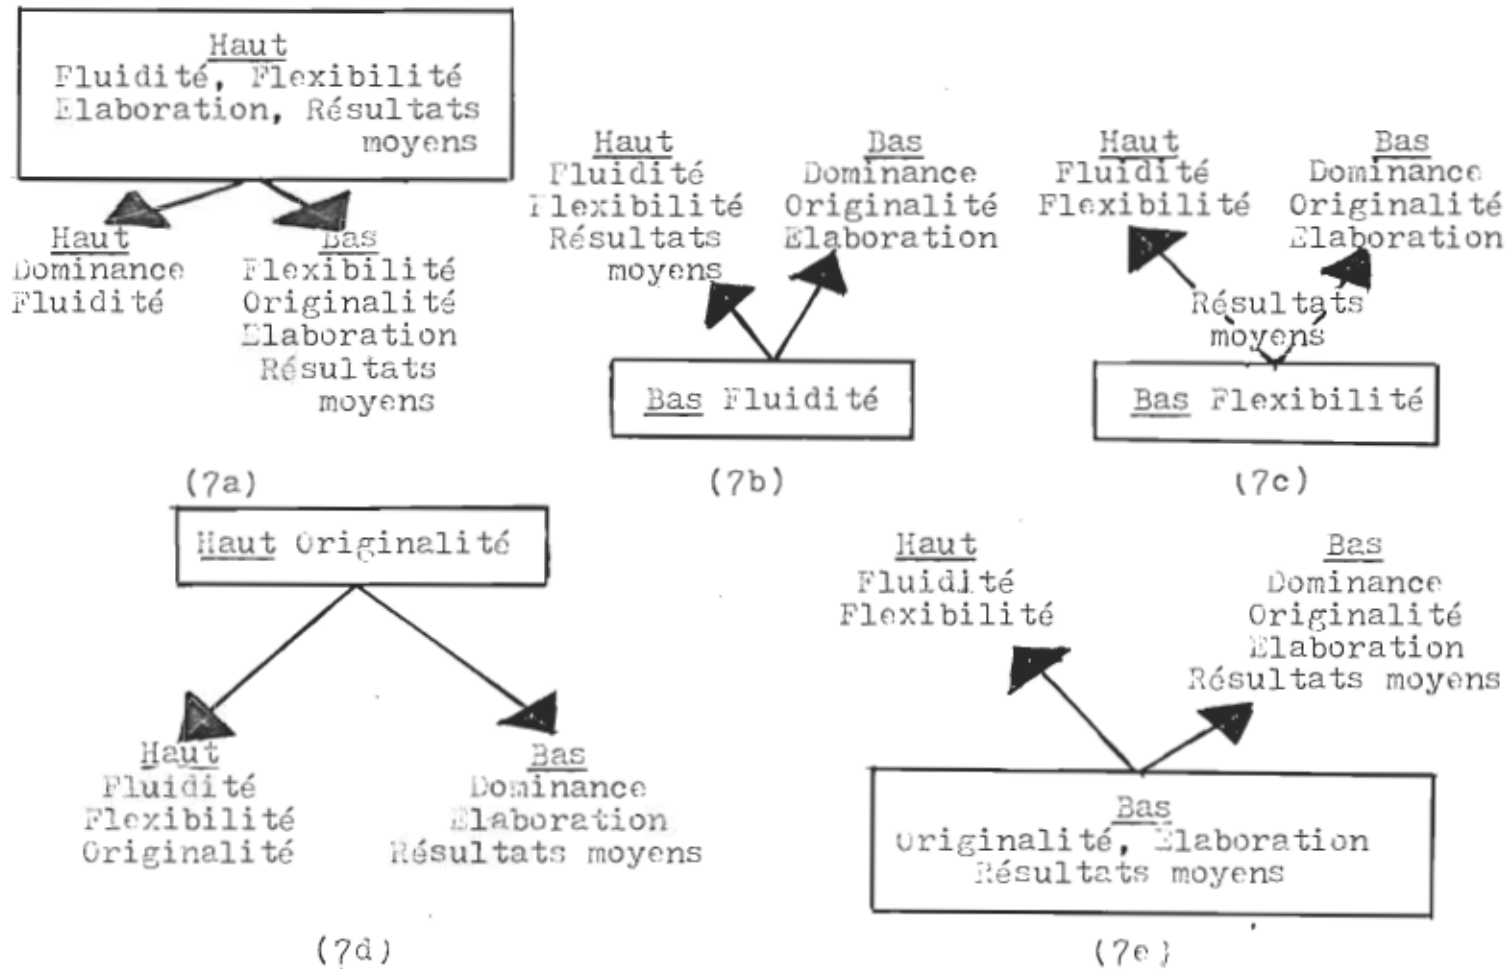 Haut
Fluidité, Flexibilité
Elaboration, Résultats
moyens
Haut
Dominance
Fluidité
Bas
Flexibilité
Originalité
Elaboration
Résultats
moyens
(7a)
Haut
Fluidité
Flexibilité
Résultats
moyens
Bas
Dominance
Originalité
Elaboration
Bas Fluidité
(7b)
Haut
Fluidité
Flexibilité
Bas
Dominance
Originalité
Elaboration
Résultats
moyens
Bas Flexibilité
(7c)
Haut Originalité
Haut
Fluidité
Flexibilité
Originalité
Bas
Dominance
Elaboration
Résultats moyens
(7d)
Haut
Fluidité
Flexibilité
Bas
Dominance
Originalité
Elaboration
Résultats moyens
Bas
Originalité, Elaboration
Résultats moyens
(7e)